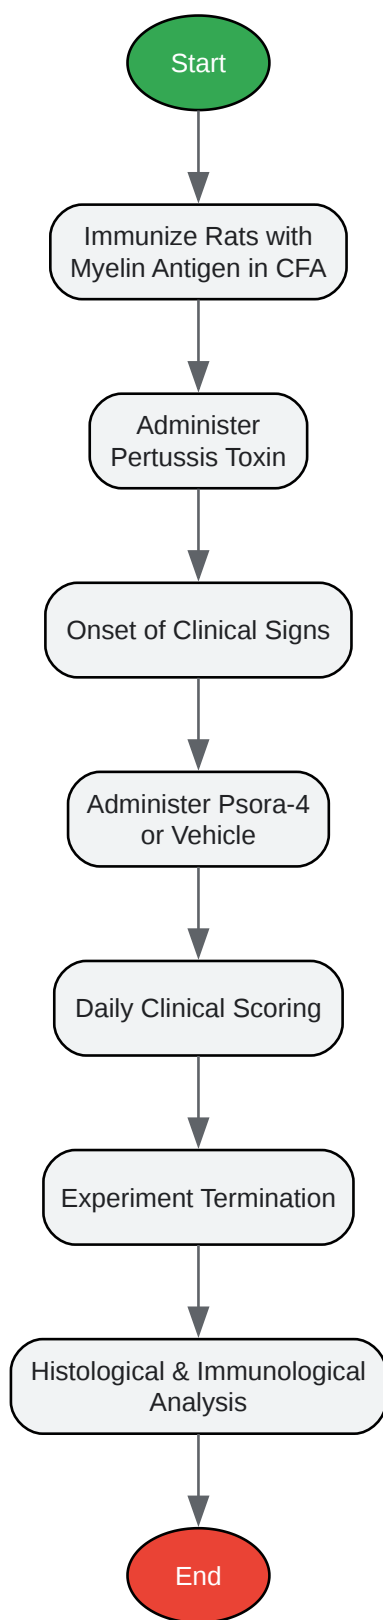 Start
Immunize Rats with
Myelin Antigen in CFA
Administer
Pertussis Toxin
Onset of Clinical Signs
Administer Psora-4
or Vehicle
Daily Clinical Scoring
Experiment Termination
Histological & Immunological
Analysis
End